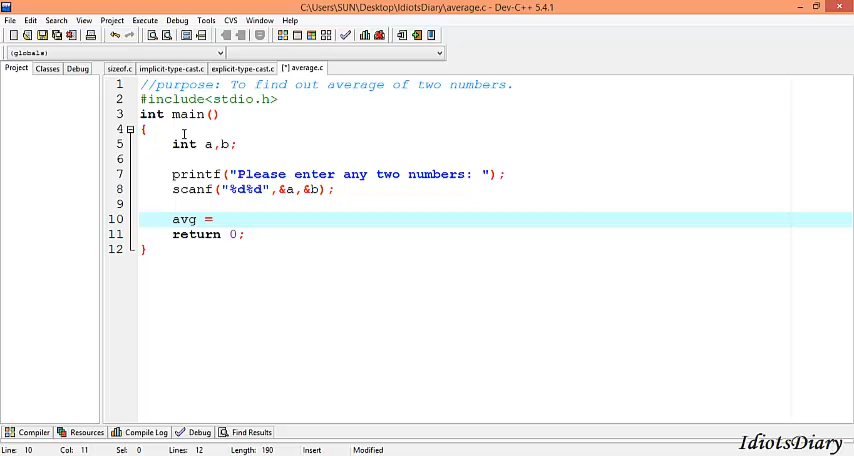 C:\Users\SUN\Desktop\IdiotsDiary\average.c - Dev-C++ 5.4.1
File Edit Search View Project Execute Debug Tools CVS Window Help
(globals)
Project Classes Debug sizeof.c implicit-type-cast.c explicit-type-cast.c [*] average.c
1 //purpose: To find out average of two numbers.
2 #include<stdio.h>
3 int main()
4 {
5 int a,b;
6
7 printf("Please enter any two numbers: ");
8 scanf("%d%d",&a,&b);
9
10 avg =
11 return 0;
12 }
Compiler Resources Compile Log Debug Find Results
Line: 10 Col: 11 Sel: 0 Lines: 12 Length: 190 Insert Modified
IdiotsDiary